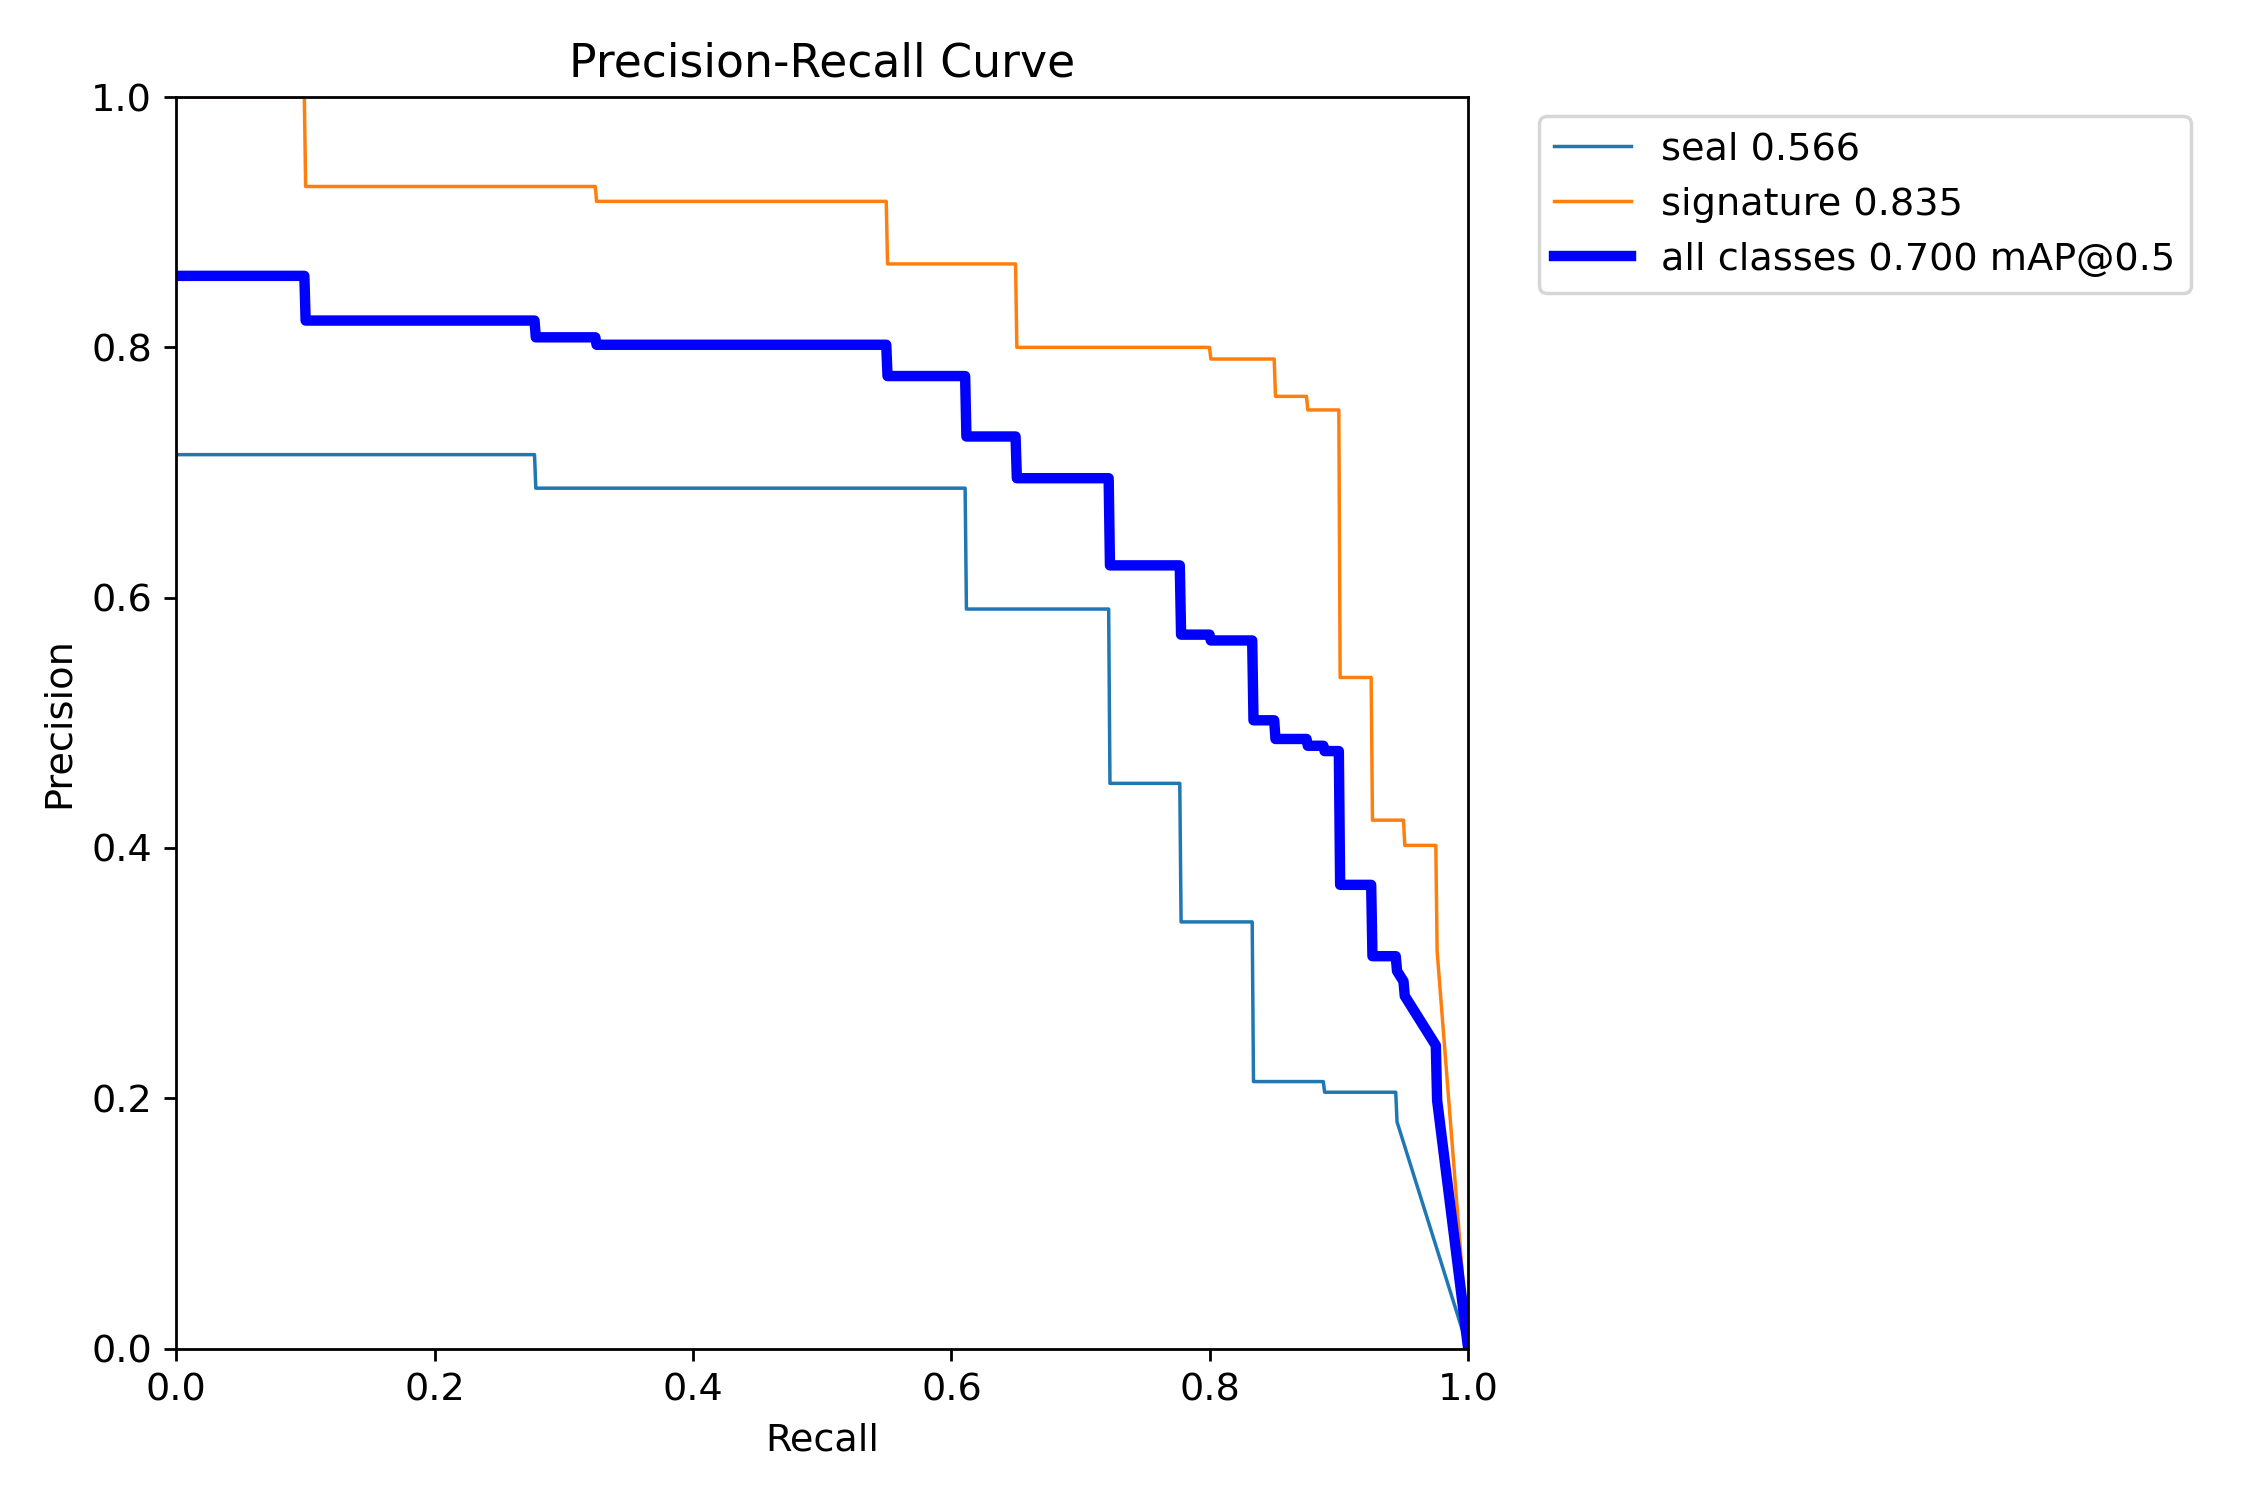 Precision-Recall Curve
1.0
0.8
0.6
0.4
0.2
0.0
Precision
0.0 0.2 0.4 0.6 0.8 1.0
Recall
seal 0.566
signature 0.835
all classes 0.700 mAP@0.5